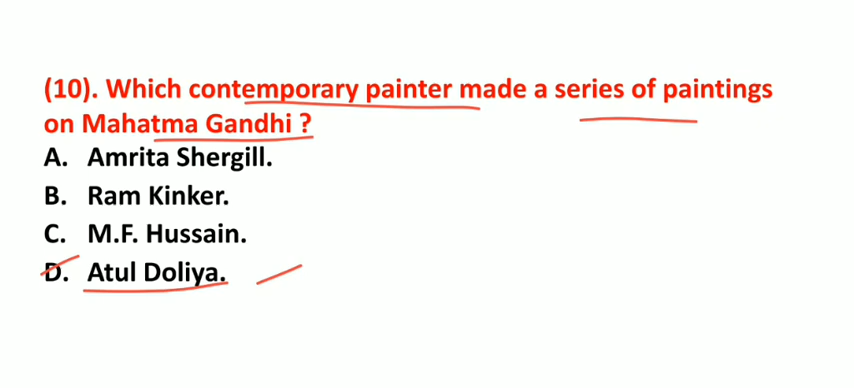 (10). Which contemporary painter made a series of paintings
on Mahatma Gandhi ?
A. Amrita Shergill.
B. Ram Kinker.
C. M.F. Hussain.
D. Atul Doliya.